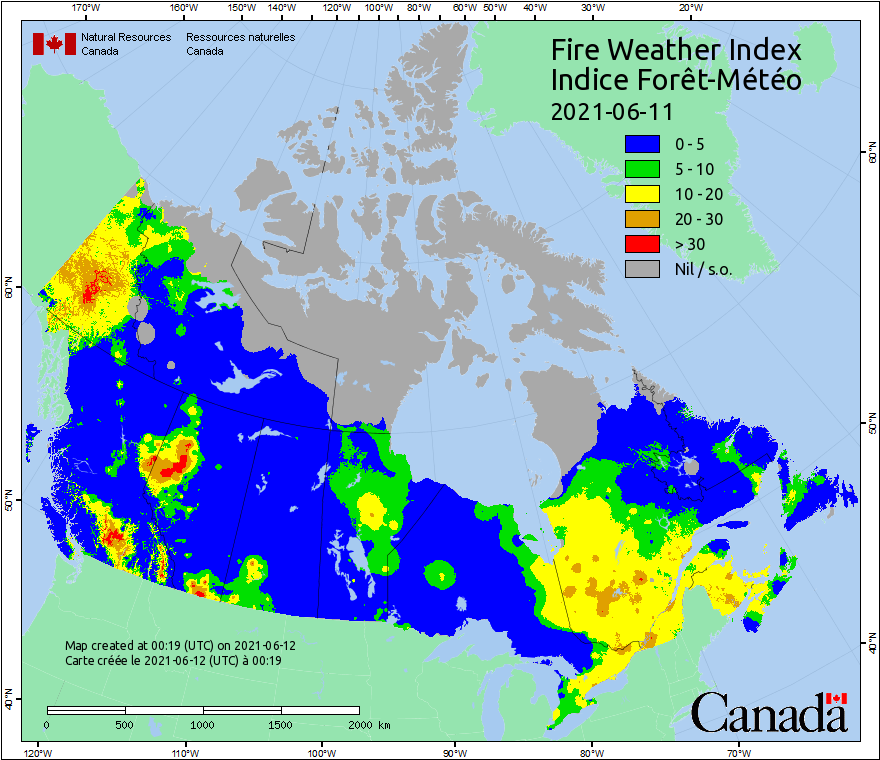 170°W 160°W 150°W 140°W 120°W 100°W 80°W 60°W 50°W 40°W 30°W 20°W
Natural Resources Ressources naturelles
Canada Canada
Fire Weather Index
Indice Forêt-Météo
2021-06-11
0 - 5
5 - 10
10 - 20
20 - 30
> 30
Nil / s.o.
60°N 60°N
50°N 50°N
40°N 40°N
Map created at 00:19 (UTC) on 2021-06-12
Carte créée le 2021-06-12 (UTC) à 00:19
0 500 1000 1500 2000 km
Canada
120°W 110°W 100°W 90°W 80°W 70°W